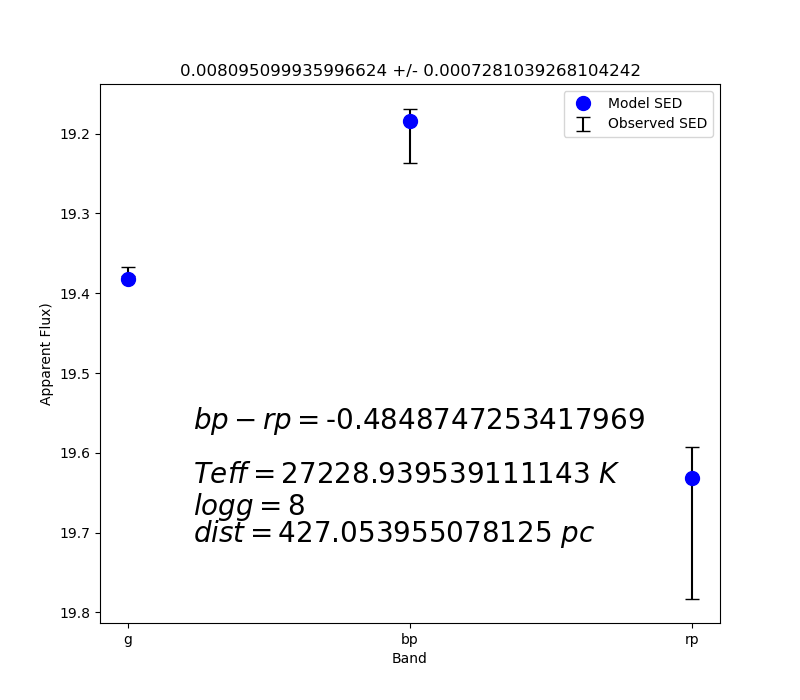 0.008095099935996624 +/- 0.0007281039268104242
Model SED
Observed SED
19.2
19.3
19.4
19.5
19.6
19.7
19.8
Apparent Flux)
bp − rp = -0.4848747253417969
Teff = 27228.939539111143 K
logg = 8
dist = 427.053955078125 pc
g
bp
rp
Band